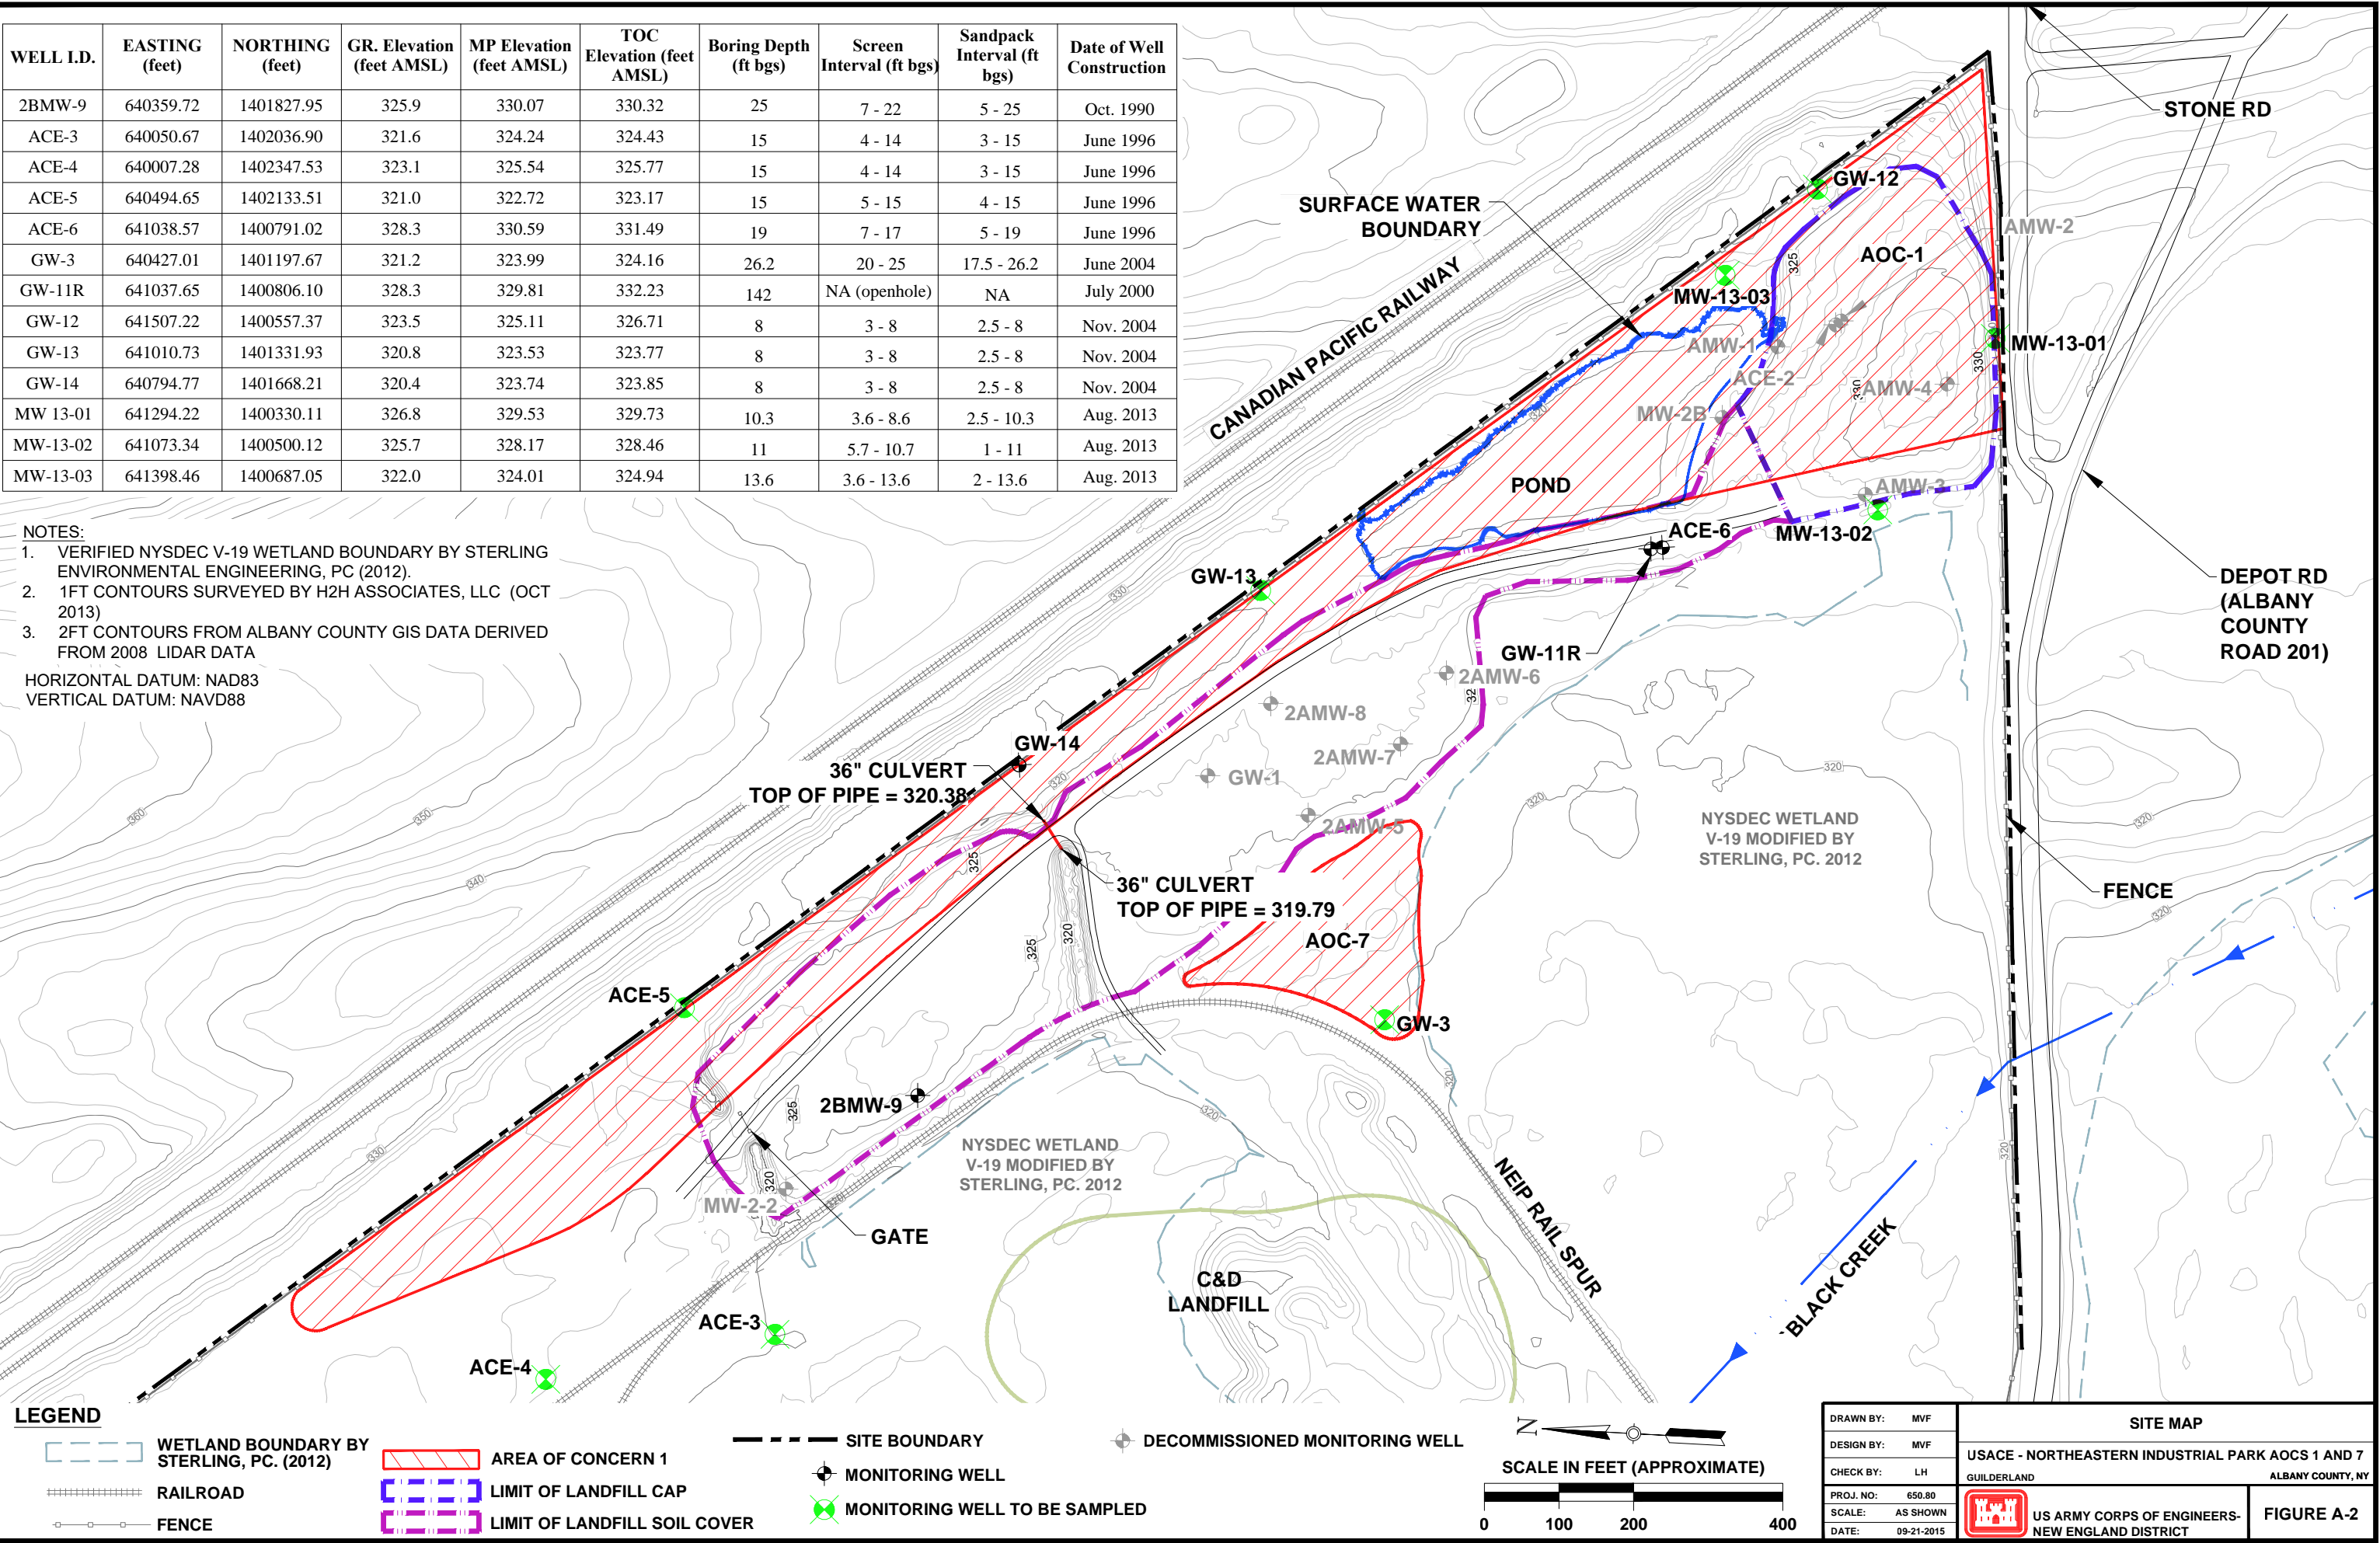 WELL I.D. EASTING (feet) NORTHING (feet) GR. Elevation (feet AMSL) MP Elevation (feet AMSL) TOC Elevation (feet AMSL) Boring Depth (ft bgs) Screen Interval (ft bgs) Sandpack Interval (ft bgs) Date of Well Construction
2BMW-9 640359.72 1401827.95 325.9 330.07 330.32 25 7 - 22 5 - 25 Oct. 1990
ACE-3 640050.67 1402036.90 321.6 324.24 324.43 15 4 - 14 3 - 15 June 1996
ACE-4 640007.28 1402347.53 323.1 325.54 325.77 15 4 - 14 3 - 15 June 1996
ACE-5 640494.65 1402133.51 321.0 322.72 323.17 15 5 - 15 4 - 15 June 1996
ACE-6 641038.57 1400791.02 328.3 330.59 331.49 19 7 - 17 5 - 19 June 1996
GW-3 640427.01 1401197.67 321.2 323.99 324.16 26.2 20 - 25 17.5 - 26.2 June 2004
GW-11R 641037.65 1400806.10 328.3 329.81 332.23 142 NA (openhole) NA July 2000
GW-12 641507.22 1400557.37 323.5 325.11 326.71 8 3 - 8 2.5 - 8 Nov. 2004
GW-13 641010.73 1401331.93 320.8 323.53 323.77 8 3 - 8 2.5 - 8 Nov. 2004
GW-14 640794.77 1401668.21 320.4 323.74 323.85 8 3 - 8 2.5 - 8 Nov. 2004
MW 13-01 641294.22 1400330.11 326.8 329.53 329.73 10.3 3.6 - 8.6 2.5 - 10.3 Aug. 2013
MW-13-02 641073.34 1400500.12 325.7 328.17 328.46 11 5.7 - 10.7 1 - 11 Aug. 2013
MW-13-03 641398.46 1400687.05 322.0 324.01 324.94 13.6 3.6 - 13.6 2 - 13.6 Aug. 2013
NOTES:
1. VERIFIED NYSDEC V-19 WETLAND BOUNDARY BY STERLING
ENVIRONMENTAL ENGINEERING, PC (2012).
2. 1FT CONTOURS SURVEYED BY H2H ASSOCIATES, LLC (OCT
2013)
3. 2FT CONTOURS FROM ALBANY COUNTY GIS DATA DERIVED
FROM 2008 LIDAR DATA
HORIZONTAL DATUM: NAD83
VERTICAL DATUM: NAVD88
STONE RD
GW-12
SURFACE WATER
BOUNDARY
AMW-2
AOC-1
325
CANADIAN PACIFIC RAILWAY
MW-13-03
AMW-1
MW-13-01
330
330
ACE-2
AMW-4
MW-2B
320
POND
AMW-3
ACE-6
MW-13-02
GW-13
DEPOT RD
(ALBANY
COUNTY
ROAD 201)
330
GW-11R
2AMW-6
32
2AMW-8
GW-14
2AMW-7
36" CULVERT
TOP OF PIPE = 320.38
320
GW-1
320
320
320
2AMW-5
NYSDEC WETLAND
V-19 MODIFIED BY
STERLING, PC. 2012
360
350
340
330
325
36" CULVERT
TOP OF PIPE = 319.79
FENCE
320
AOC-7
325
320
ACE-5
GW-3
2BMW-9
325
320
320
320
NYSDEC WETLAND
V-19 MODIFIED BY
STERLING, PC. 2012
320
MW-2-2
320
GATE
NEIP RAIL SPUR
C&D
LANDFILL
BLACK CREEK
ACE-3
ACE-4
LEGEND
WETLAND BOUNDARY BY
STERLING, PC. (2012)
RAILROAD
FENCE
AREA OF CONCERN 1
LIMIT OF LANDFILL CAP
LIMIT OF LANDFILL SOIL COVER
SITE BOUNDARY
MONITORING WELL
MONITORING WELL TO BE SAMPLED
DECOMMISSIONED MONITORING WELL
N
SCALE IN FEET (APPROXIMATE)
0 100 200 400
DRAWN BY: MVF
DESIGN BY: MVF
CHECK BY: LH
PROJ. NO: 650.80
SCALE: AS SHOWN
DATE: 09-21-2015
SITE MAP
USACE - NORTHEASTERN INDUSTRIAL PARK AOCS 1 AND 7
GUILDERLAND ALBANY COUNTY, NY
US ARMY CORPS OF ENGINEERS-
NEW ENGLAND DISTRICT
FIGURE A-2